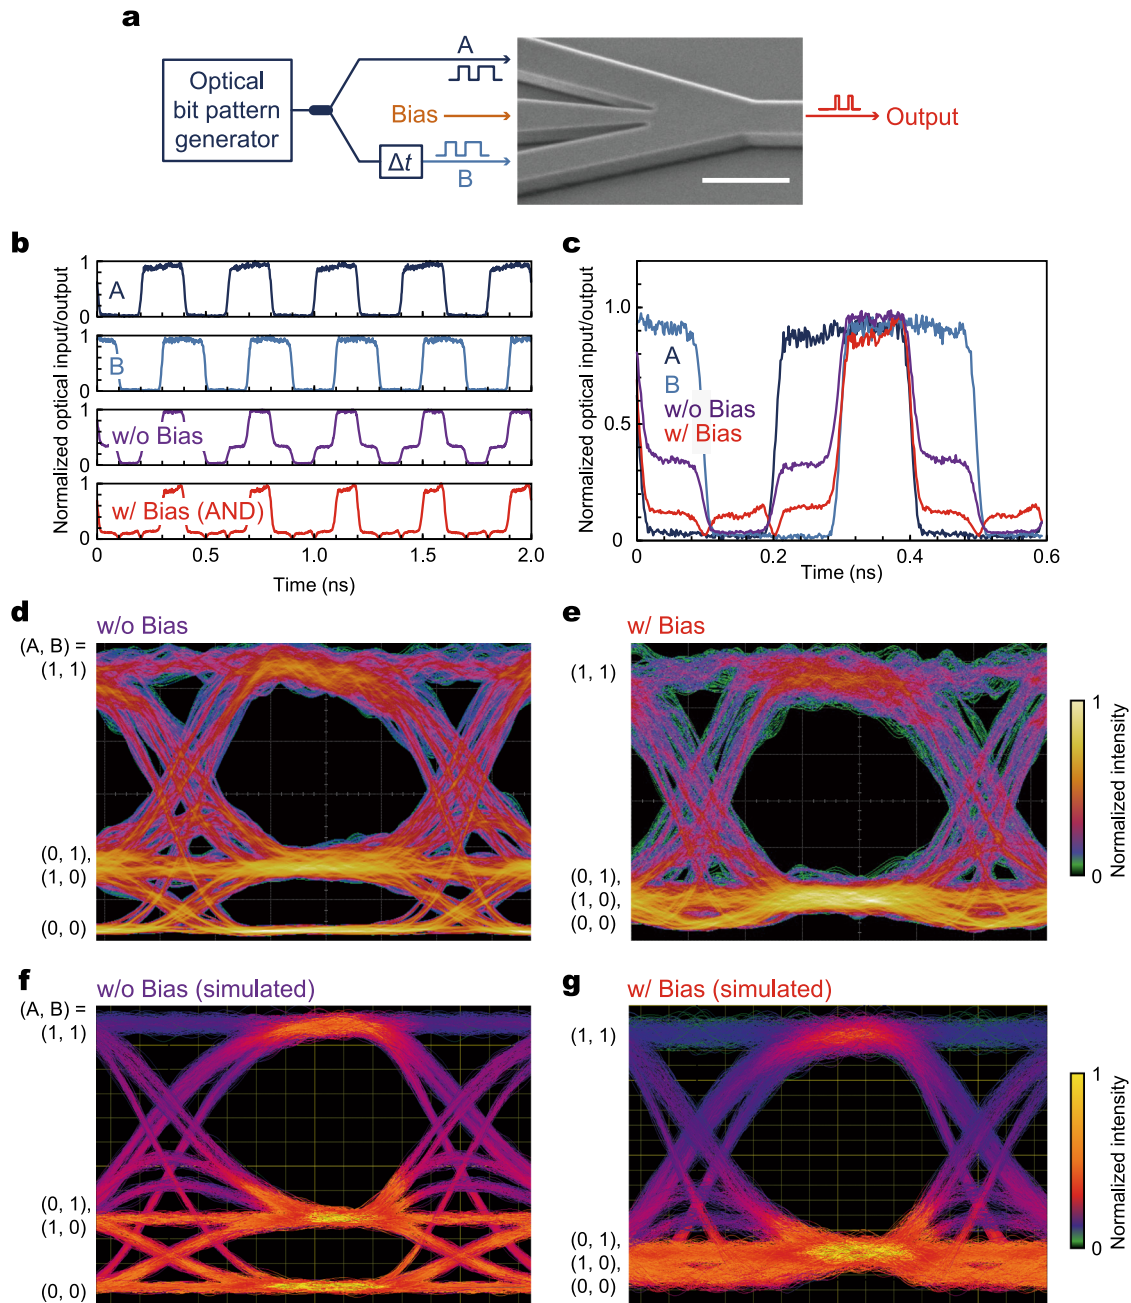 a
Optical
bit pattern
generator
A
Bias
Δt
B
Output
b
Normalized optical input/output
1
A
0
1
B
0
1
w/o Bias
0
1
w/ Bias (AND)
0
0 0.5 1.0 1.5 2.0
Time (ns)
c
Normalized optical input/output
1.0
0.5
0
A
B
w/o Bias
w/ Bias
0 0.2 0.4 0.6
Time (ns)
d
w/o Bias
(A, B) =
(1, 1)
(0, 1),
(1, 0)
(0, 0)
e
w/ Bias
(1, 1)
(0, 1),
(1, 0),
(0, 0)
1
0
Normalized intensity
f
w/o Bias (simulated)
(A, B) =
(1, 1)
(0, 1),
(1, 0)
(0, 0)
g
w/ Bias (simulated)
(1, 1)
(0, 1),
(1, 0),
(0, 0)
1
0
Normalized intensity